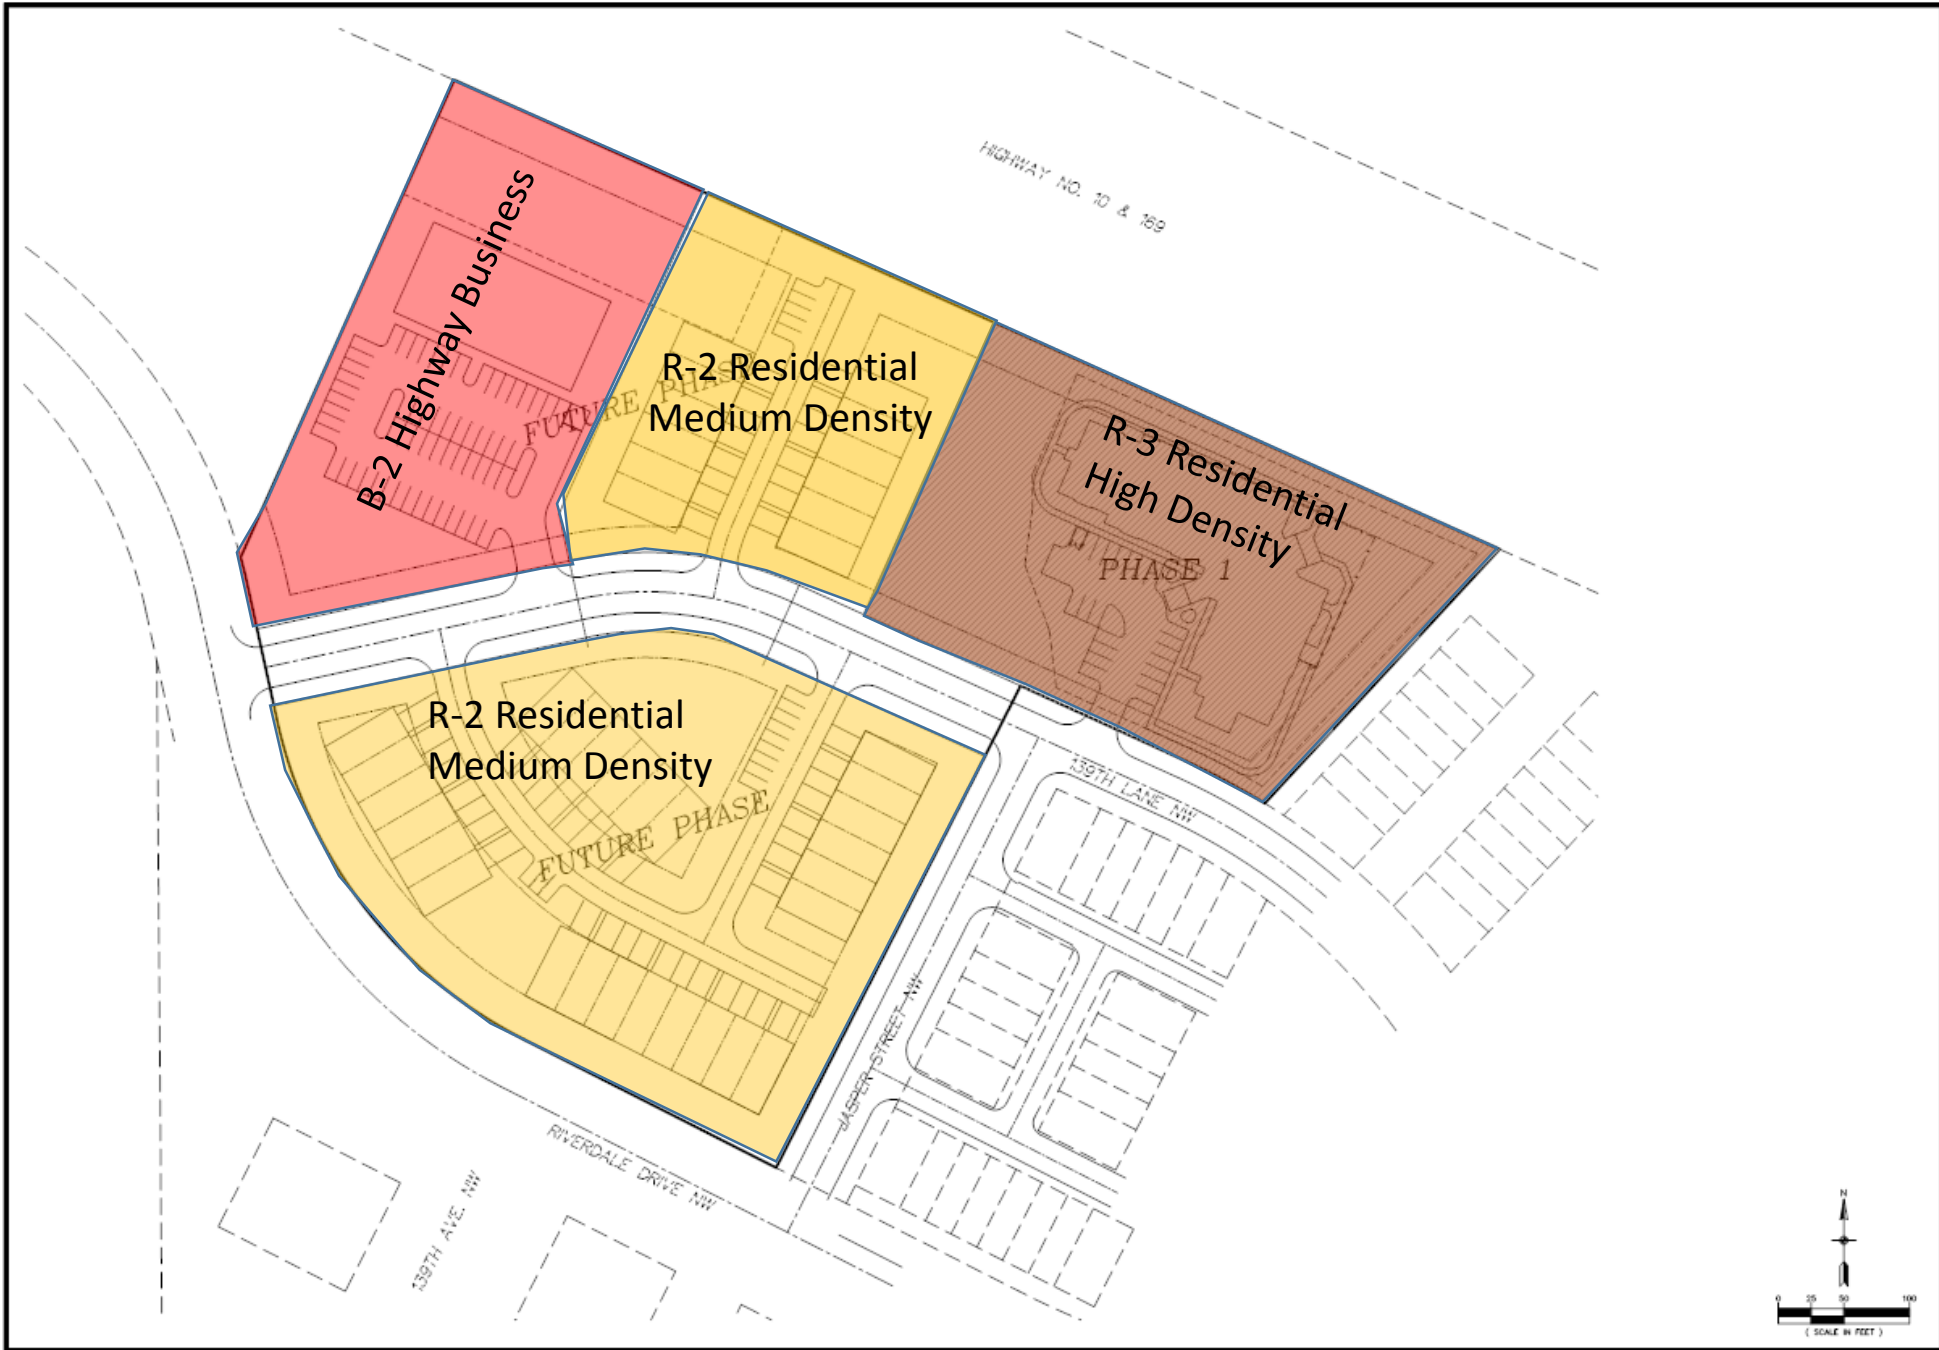 HIGHWAY NO. 10 & 169
B-2 Highway Business
FUTURE PHASE
R-2 Residential
Medium Density
R-3 Residential
High Density
PHASE 1
R-2 Residential
Medium Density
FUTURE PHASE
139TH LANE NW
JASPER STREET NW
RIVERDALE DRIVE NW
139TH AVE. NW
N
0 25 50 100
( SCALE IN FEET )